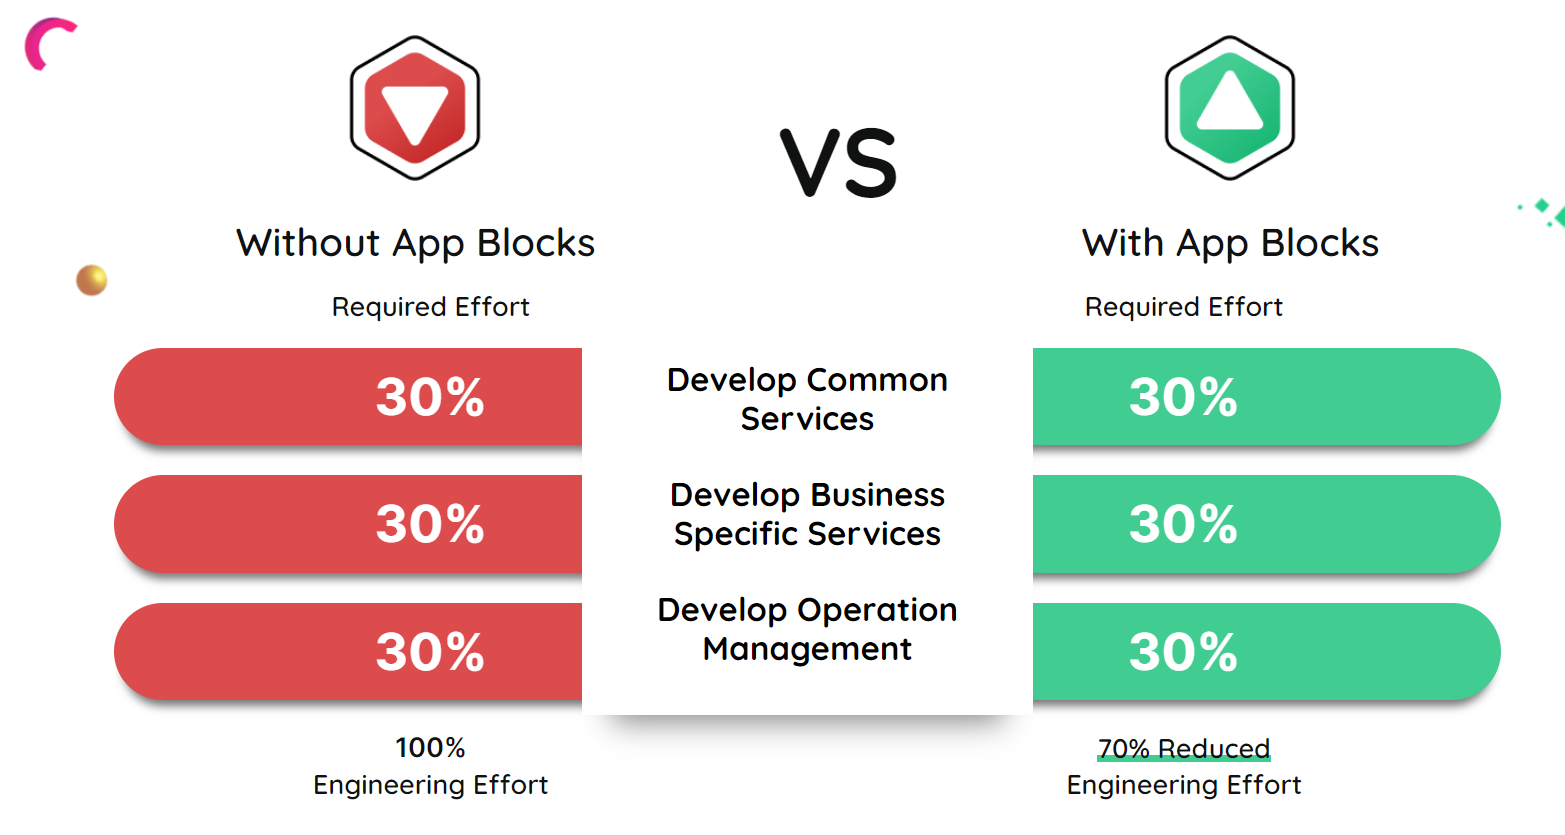 VS
Without App Blocks
With App Blocks
Required Effort
Required Effort
30%
Develop Common
Services
30%
30%
Develop Business
Specific Services
30%
30%
Develop Operation
Management
30%
100%
Engineering Effort
70% Reduced
Engineering Effort